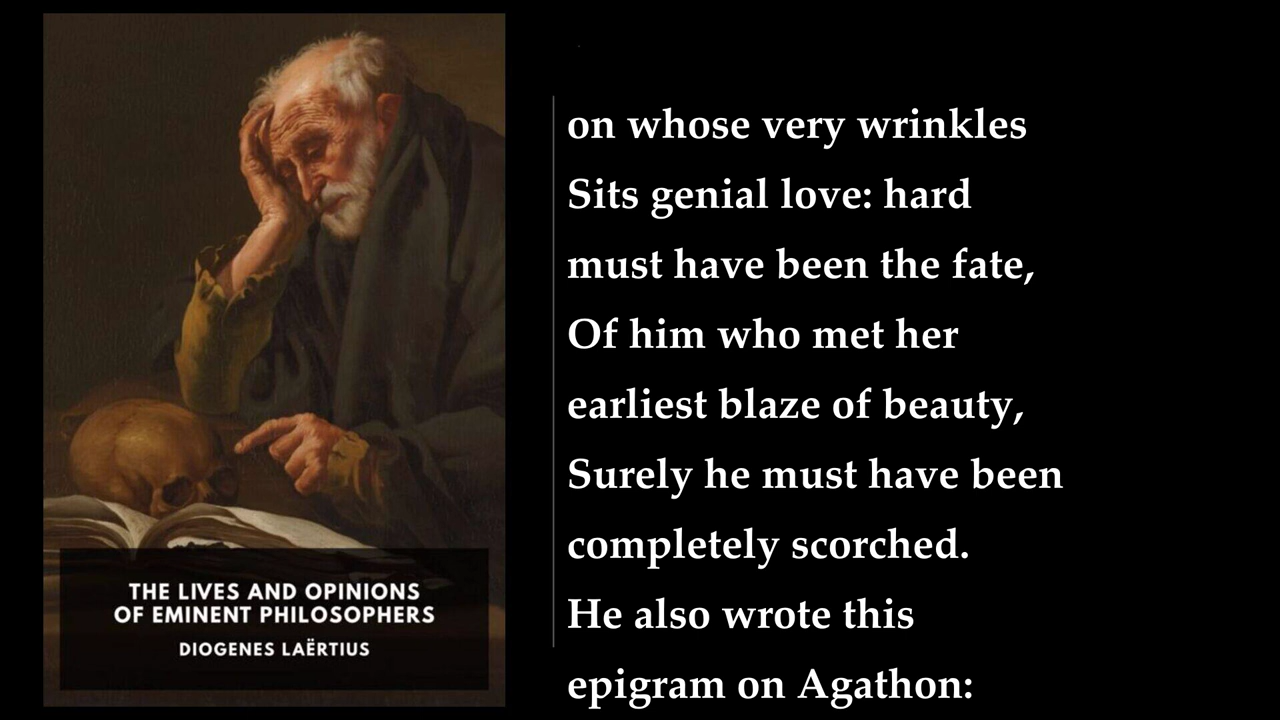 on whose very wrinkles
Sits genial love: hard
must have been the fate,
Of him who met her
earliest blaze of beauty,
Surely he must have been
completely scorched.
He also wrote this
epigram on Agathon:
THE LIVES AND OPINIONS
OF EMINENT PHILOSOPHERS
DIOGENES LAËRTIUS